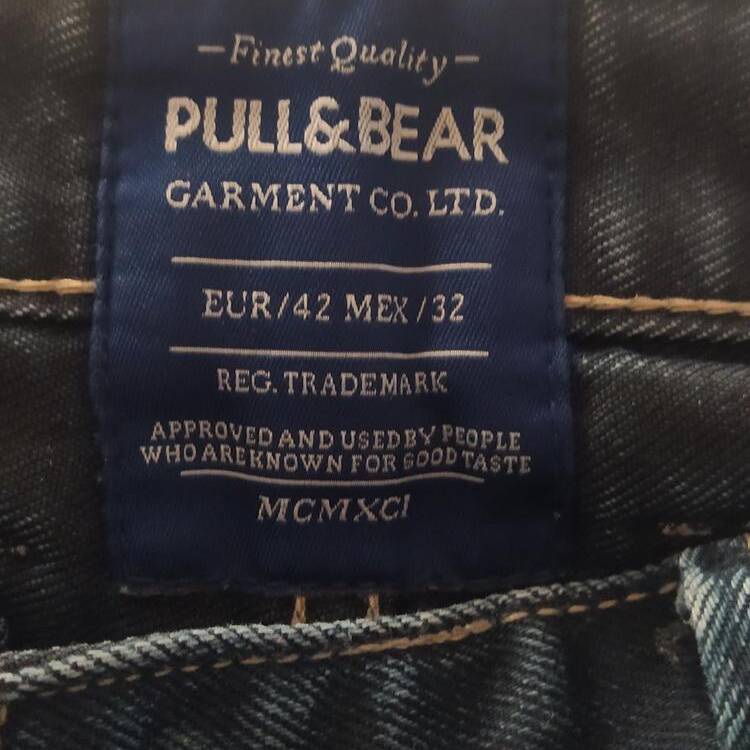 —Finest Quality—
PULL&BEAR
GARMENT CO. LTD.
EUR/42 MEX/32
REG. TRADEMARK
APPROVED AND USED BY PEOPLE
WHO ARE KNOWN FOR GOOD TASTE
MCMXCI